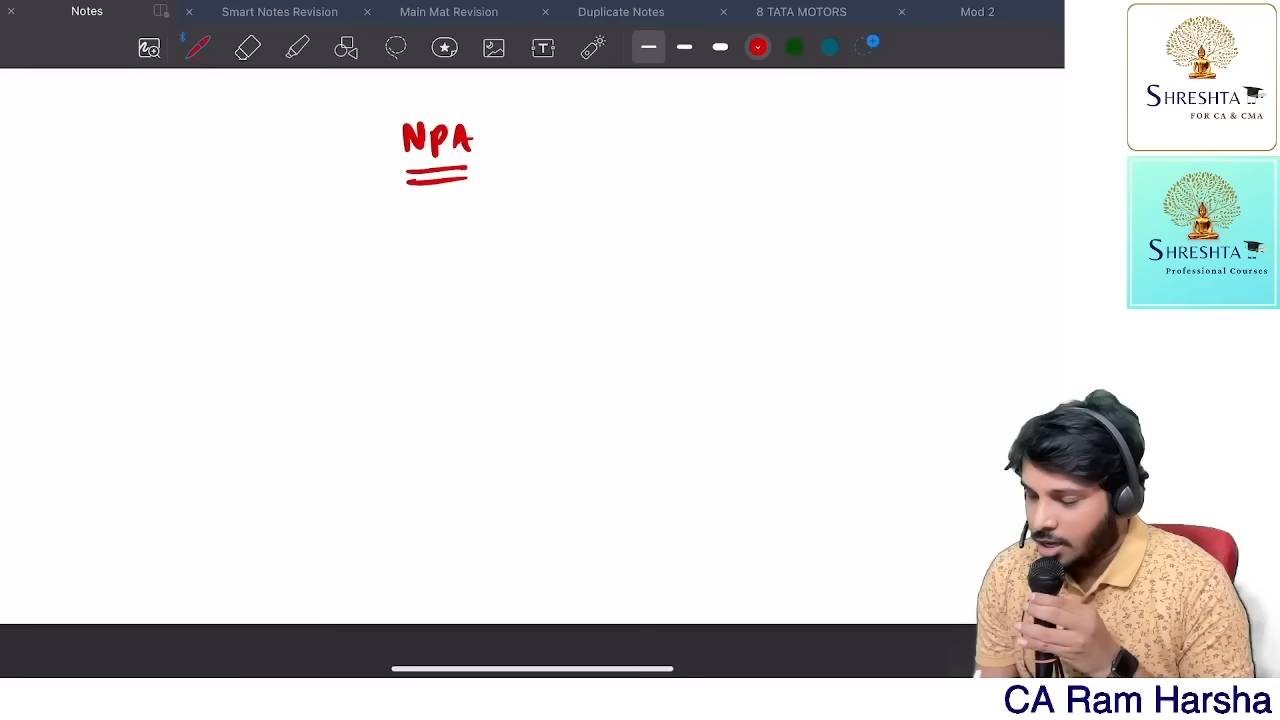 Notes
Smart Notes Revision
Main Mat Revision
Duplicate Notes
8 TATA MOTORS
Mod 2
NPA
SHRESHTA
FOR CA & CMA
SHRESHTA
Professional Courses
CA Ram Harsha